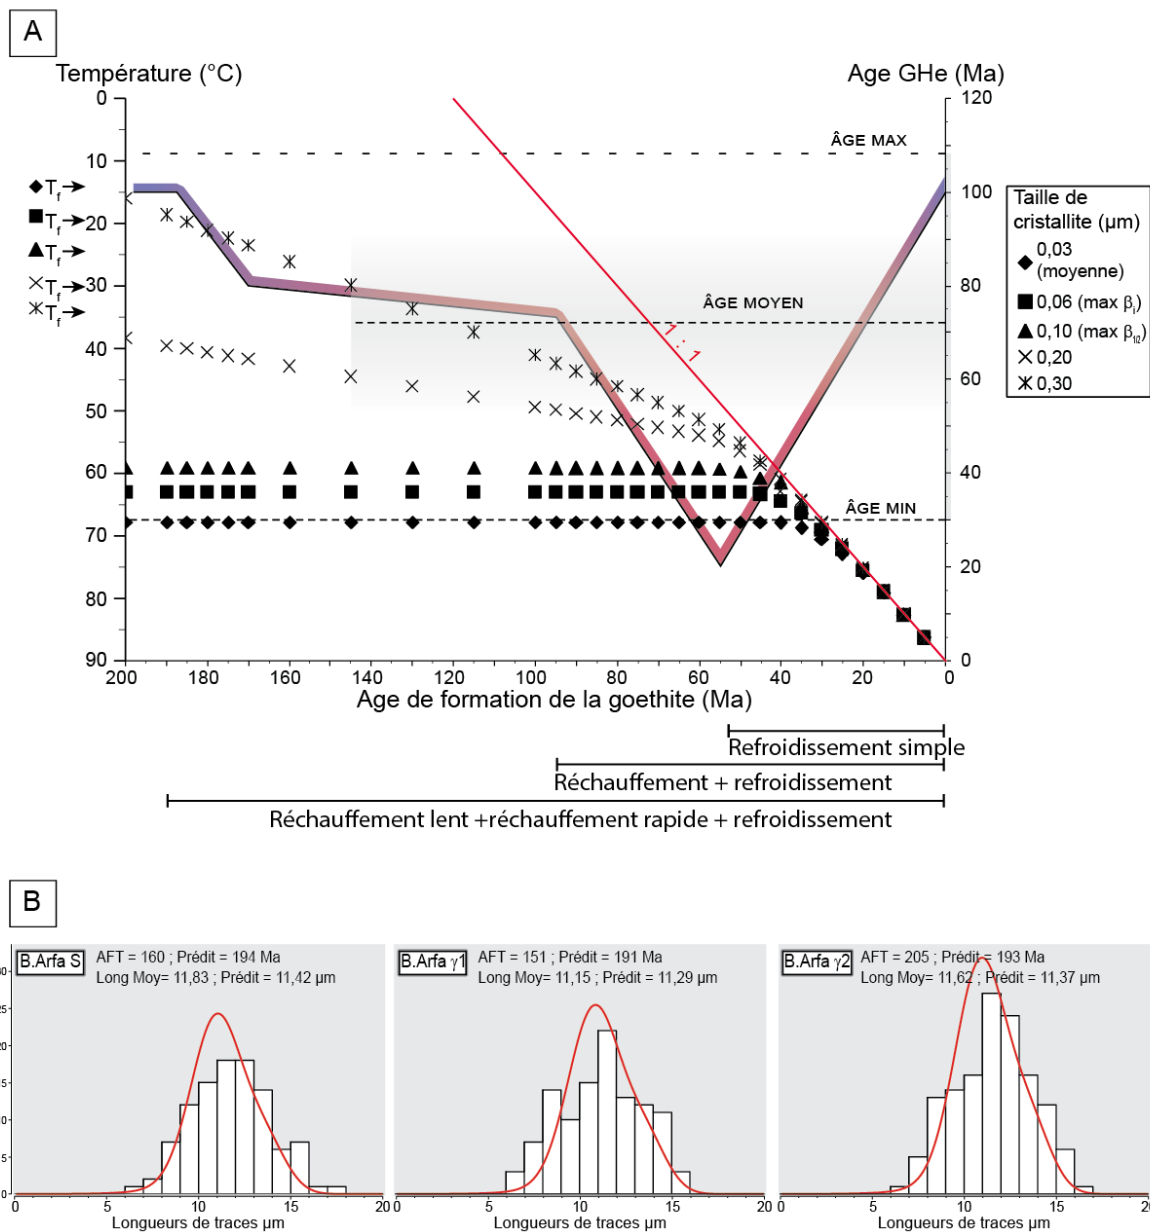 A
Température (°C)
Age GHe (Ma)
0
10
20
30
40
50
60
70
80
90
120
100
80
60
40
20
0
200
180
160
140
120
100
80
60
40
20
0
Age de formation de la goethite (Ma)
ÂGE MAX
ÂGE MOYEN
ÂGE MIN
1 : 1
Tf
Tf
Tf
Tf
Tf
Taille de
cristallite (µm)
0,03
(moyenne)
0,06 (max βI)
0,10 (max β1/2)
0,20
0,30
Refroidissement simple
Réchauffement + refroidissement
Réchauffement lent +réchauffement rapide + refroidissement
B
B.Arfa S
AFT = 160 ; Prédit = 194 Ma
Long Moy= 11,83 ; Prédit = 11,42 µm
0
5
10
15
20
Longueurs de traces µm
B.Arfa γ1
AFT = 151 ; Prédit = 191 Ma
Long Moy= 11,15 ; Prédit = 11,29 µm
0
5
10
15
20
Longueurs de traces µm
B.Arfa γ2
AFT = 205 ; Prédit = 193 Ma
Long Moy= 11,62 ; Prédit = 11,37 µm
0
5
10
15
20
Longueurs de traces µm